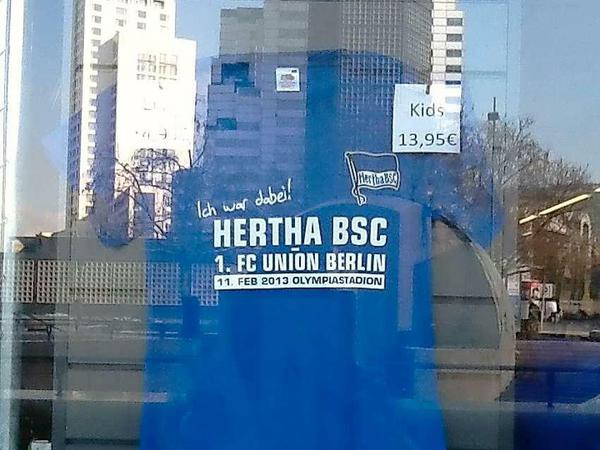 Kids
13,95€
Hertha BSC
Ich war dabei!
HERTHA BSC
-
1. FC UNION BERLIN
11. FEB 2013 OLYMPIASTADION